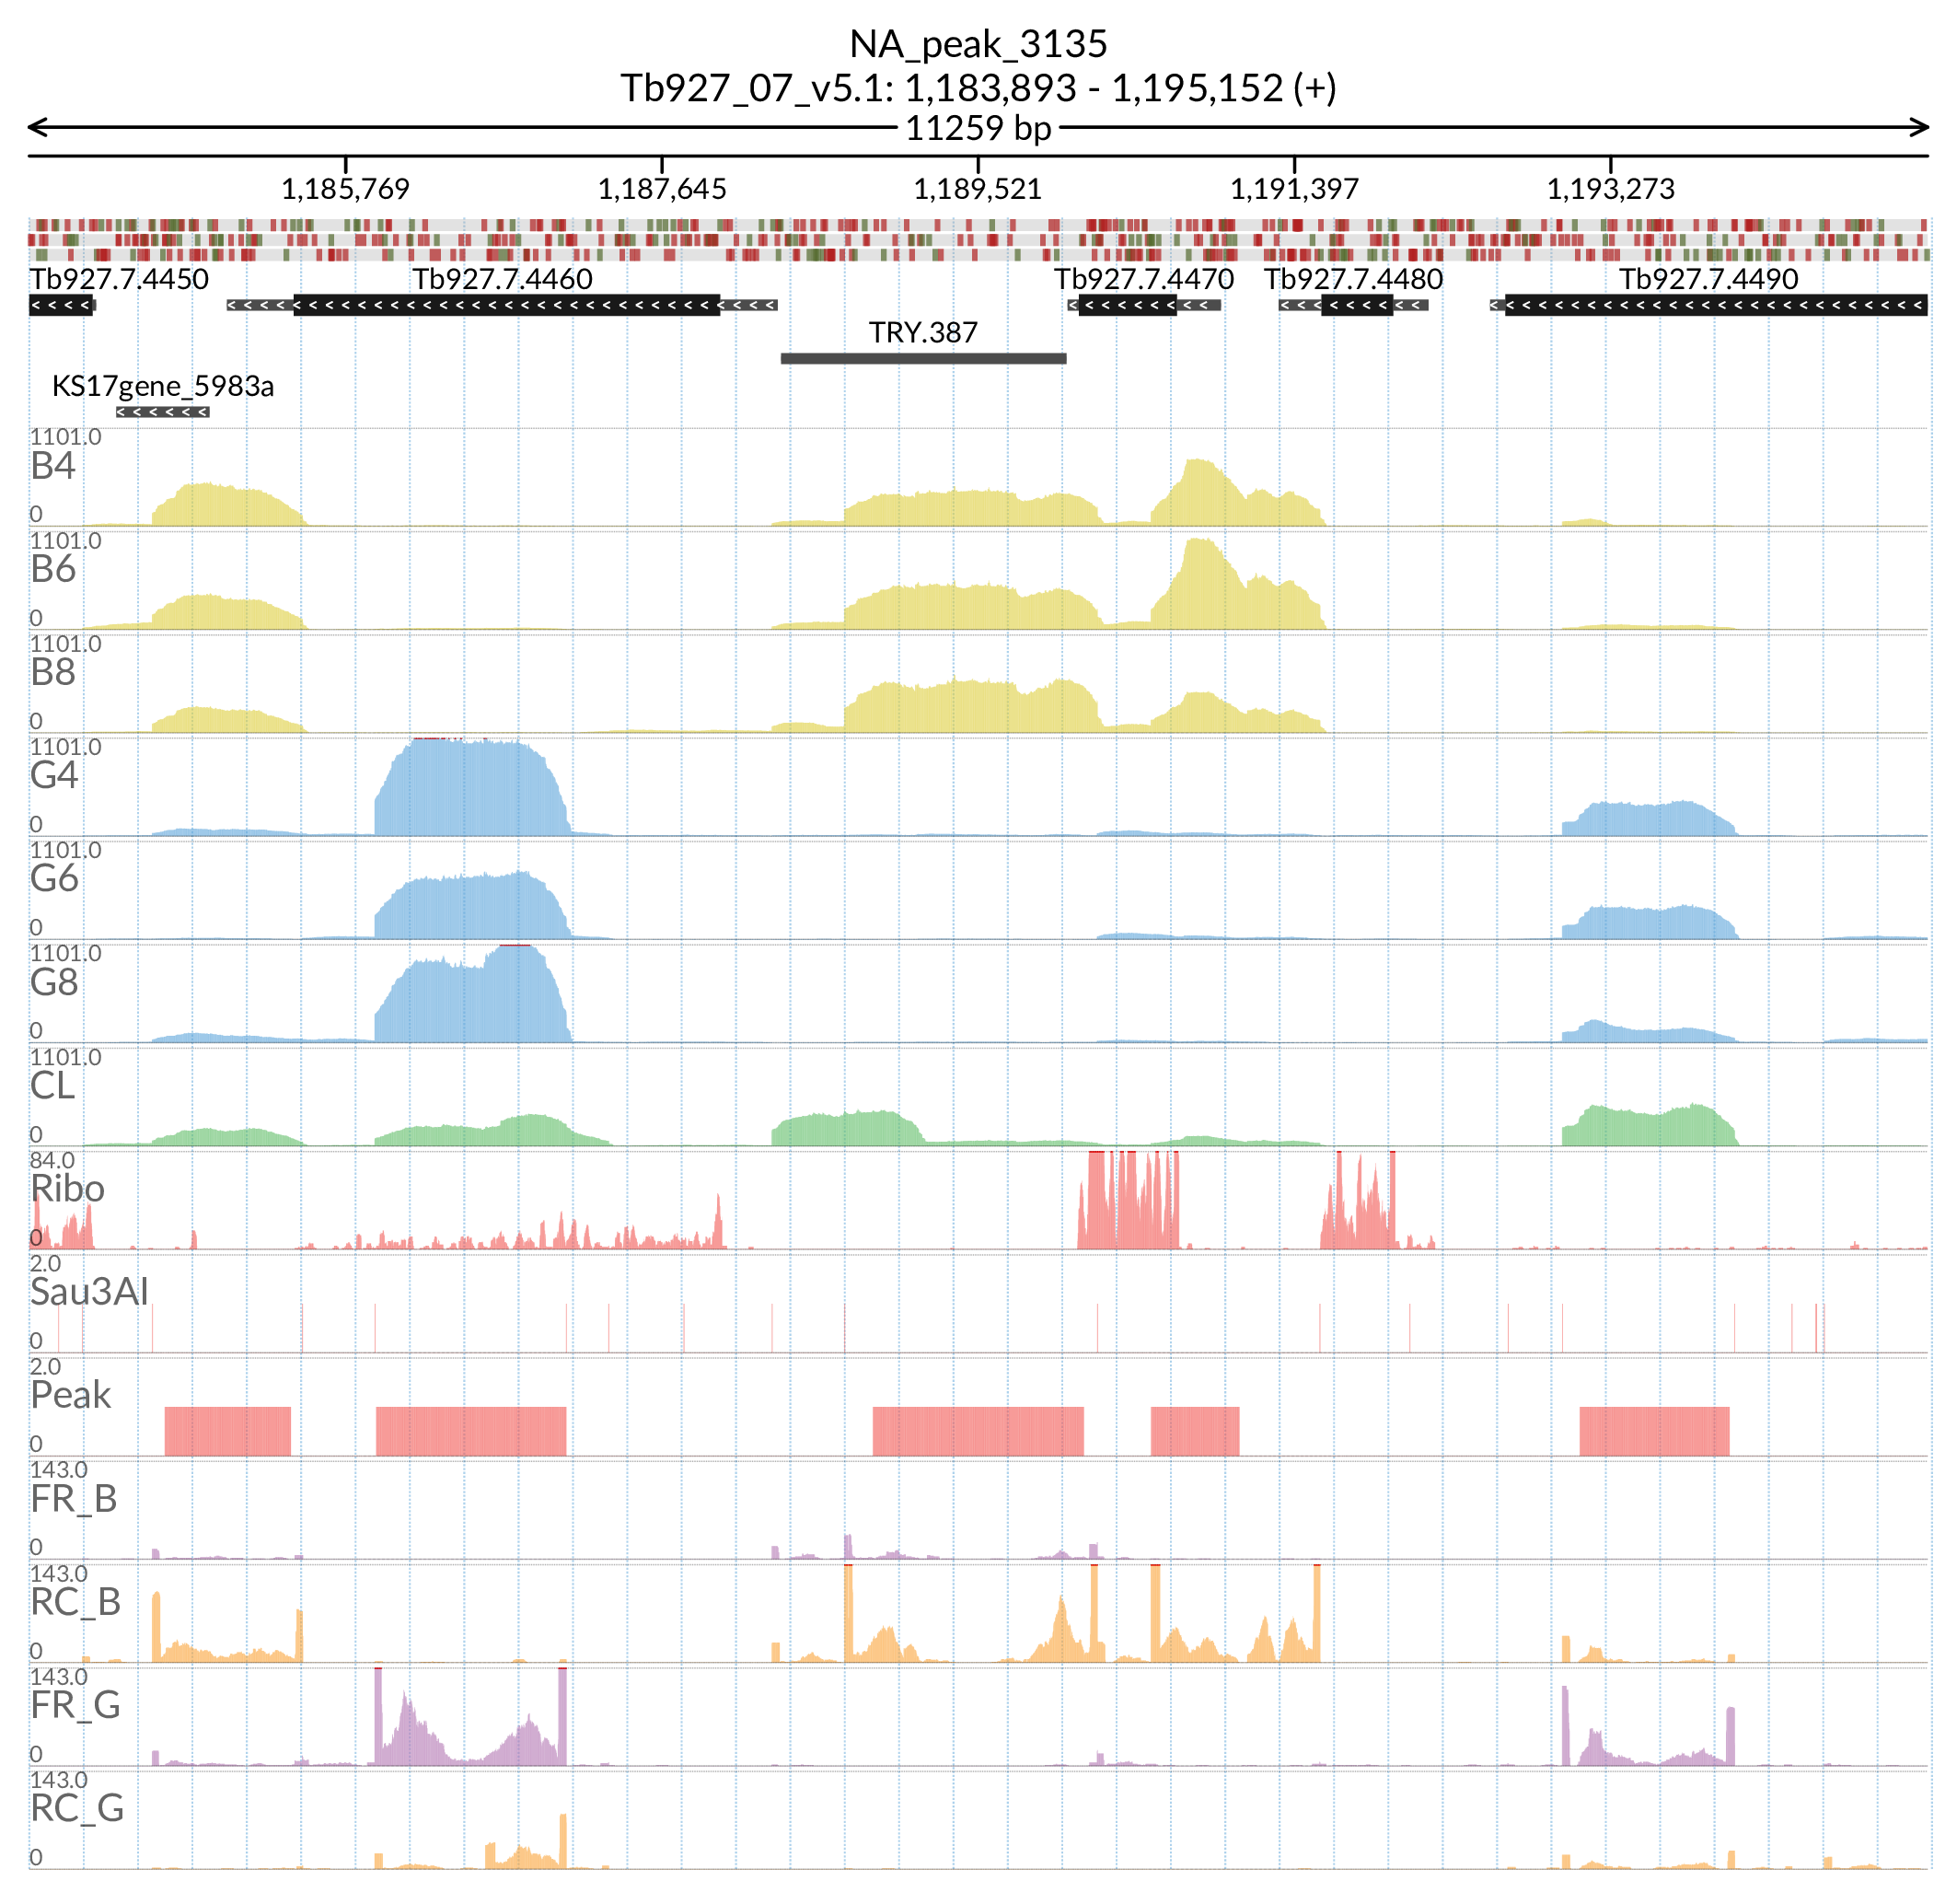 NA_peak_3135
Tb927_07_v5.1: 1,183,893 - 1,195,152 (+)
11259 bp
1,185,769 1,187,645 1,189,521 1,191,397 1,193,273
Tb927.7.4450 Tb927.7.4460 Tb927.7.4470 Tb927.7.4480 Tb927.7.4490
TRY.387
KS17gene_5983a
1101.0
B4
0
1101.0
B6
0
1101.0
B8
0
1101.0
G4
0
1101.0
G6
0
1101.0
G8
0
1101.0
CL
0
84.0
Ribo
0
2.0
Sau3AI
0
2.0
Peak
0
143.0
FR_B
0
143.0
RC_B
0
143.0
FR_G
0
143.0
RC_G
0